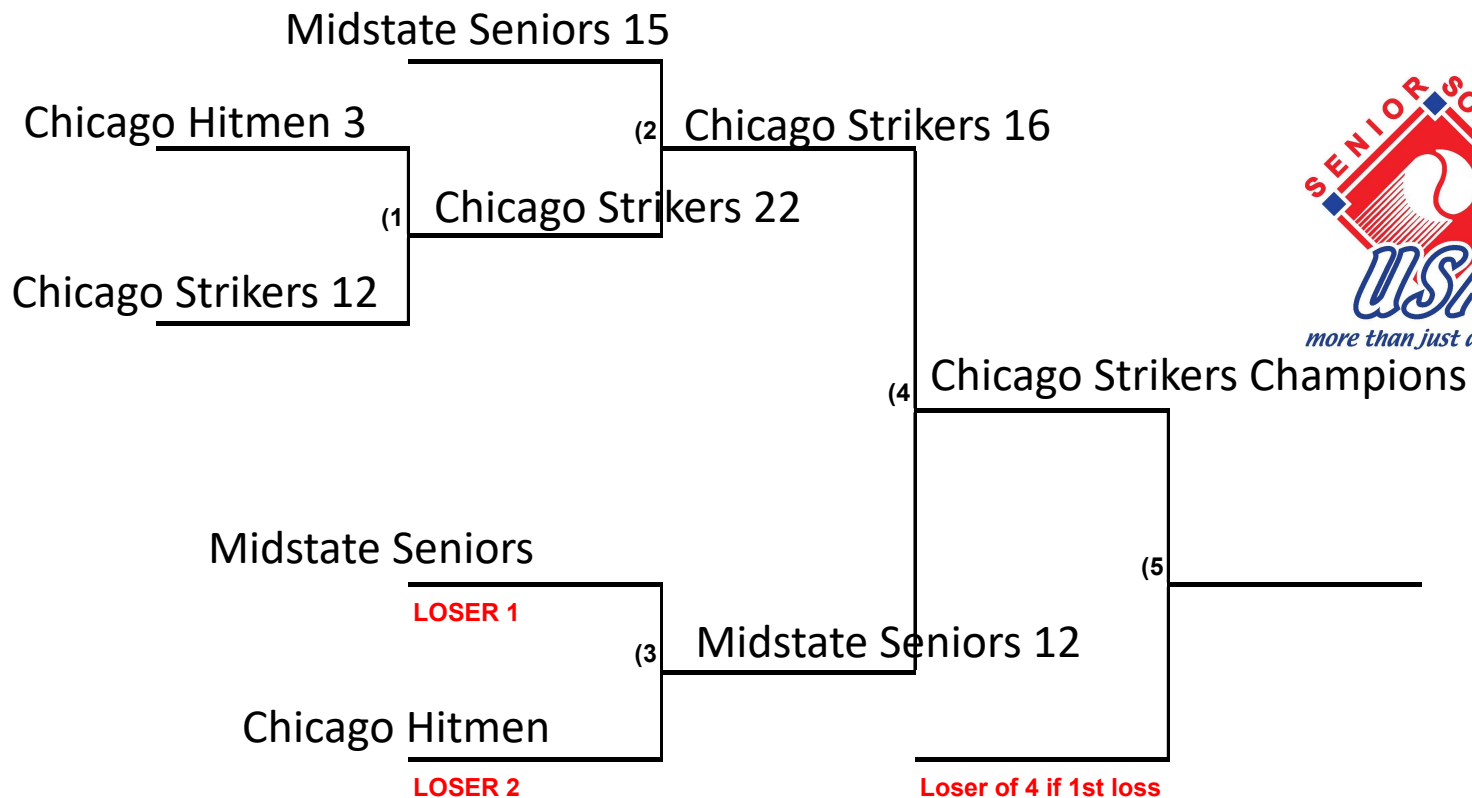 Midstate Seniors 15
Chicago Hitmen 3
(2
Chicago Strikers 16
(1
Chicago Strikers 22
Chicago Strikers 12
SENIOR
USA
more than just
(4
Chicago Strikers Champions
Midstate Seniors
(5
LOSER 1
(3
Midstate Seniors 12
Chicago Hitmen
LOSER 2
Loser of 4 if 1st loss